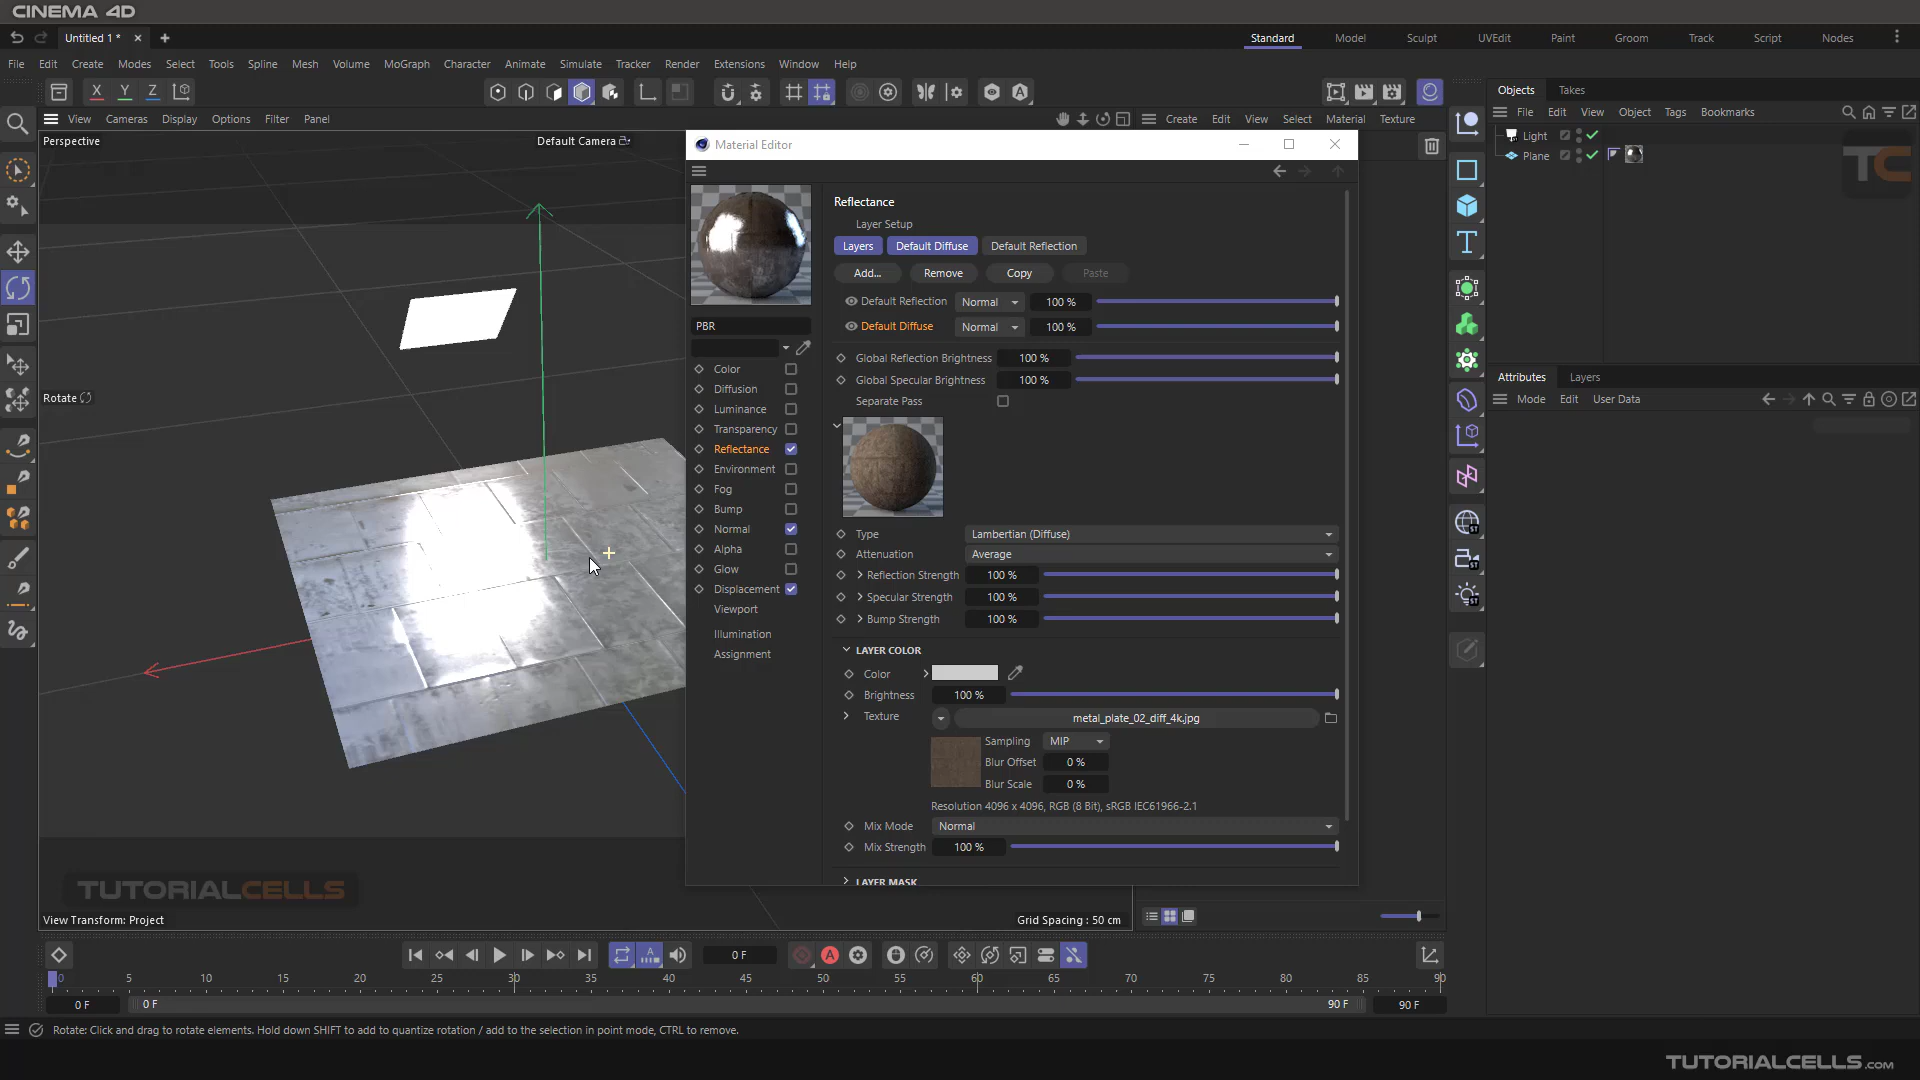 CINEMA 4D
Untitled 1 *
Standard Model Sculpt UVEdit Paint Groom Track Script Nodes
File Edit Create Modes Select Tools Spline Mesh Volume MoGraph Character Animate Simulate Tracker Render Extensions Window Help
X Y Z
Objects Takes
View Cameras Display Options Filter Panel
Create Edit View Select Material Texture
File Edit View Object Tags Bookmarks
Light
Plane
TC
Perspective
Default Camera
Rotate
Material Editor
PBR
Color
Diffusion
Luminance
Transparency
Reflectance
Environment
Fog
Bump
Normal
Alpha
Glow
Displacement
Viewport
Illumination
Assignment
Reflectance
Layer Setup
Layers Default Diffuse Default Reflection
Add... Remove Copy Paste
Default Reflection Normal 100 %
Default Diffuse Normal 100 %
Global Reflection Brightness 100 %
Global Specular Brightness 100 %
Separate Pass
Type Lambertian (Diffuse)
Attenuation Average
Reflection Strength 100 %
Specular Strength 100 %
Bump Strength 100 %
LAYER COLOR
Color
Brightness 100 %
Texture metal_plate_02_diff_4k.jpg
Sampling MIP
Blur Offset 0 %
Blur Scale 0 %
Resolution 4096 x 4096, RGB (8 Bit), sRGB IEC61966-2.1
Mix Mode Normal
Mix Strength 100 %
LAYER MASK
Attributes Layers
Mode Edit User Data
ST
ST
ST
TUTORIALCELLS
View Transform: Project
Grid Spacing : 50 cm
0 F
0 5 10 15 20 25 30 35 40 45 50 55 60 65 70 75 80 85 90
0 F 0 F 90 F 90 F
Rotate: Click and drag to rotate elements. Hold down SHIFT to add to quantize rotation / add to the selection in point mode, CTRL to remove.
TUTORIALCELLS.com